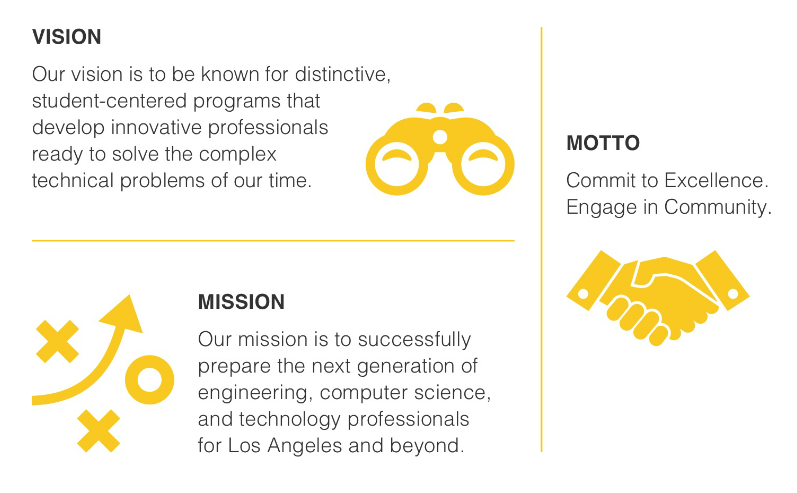 VISION
Our vision is to be known for distinctive,
student-centered programs that
develop innovative professionals
ready to solve the complex
technical problems of our time.
MISSION
Our mission is to successfully
prepare the next generation of
engineering, computer science,
and technology professionals
for Los Angeles and beyond.
MOTTO
Commit to Excellence.
Engage in Community.